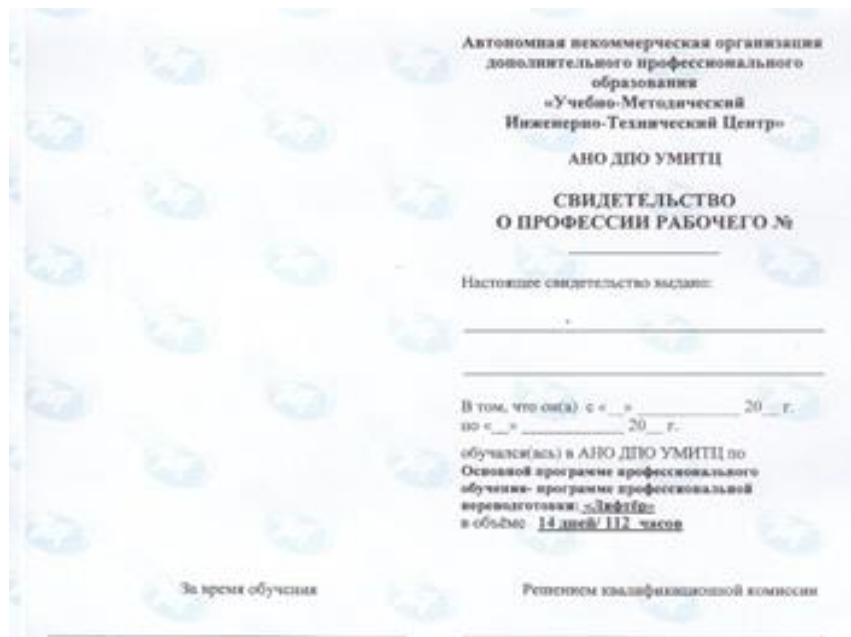 Автономная некоммерческая организация
дополнительного профессионального
образования
«Учебно-Методический
Инженерно-Технический Центр»
АНО ДПО УМИТЦ
СВИДЕТЕЛЬСТВО
О ПРОФЕССИИ РАБОЧЕГО №
Настоящее свидетельство выдано:
В том, что он(а) с «__» ____________ 20__ г.
по «__» ____________ 20__ г.
обучался(ась) в АНО ДПО УМИТЦ по
Основной программе профессионального
обучения- программе профессиональной
переподготовки: «Лифтёр»
в объёме 14 дней/ 112 часов
За время обучения
Решением квалификационной комиссии